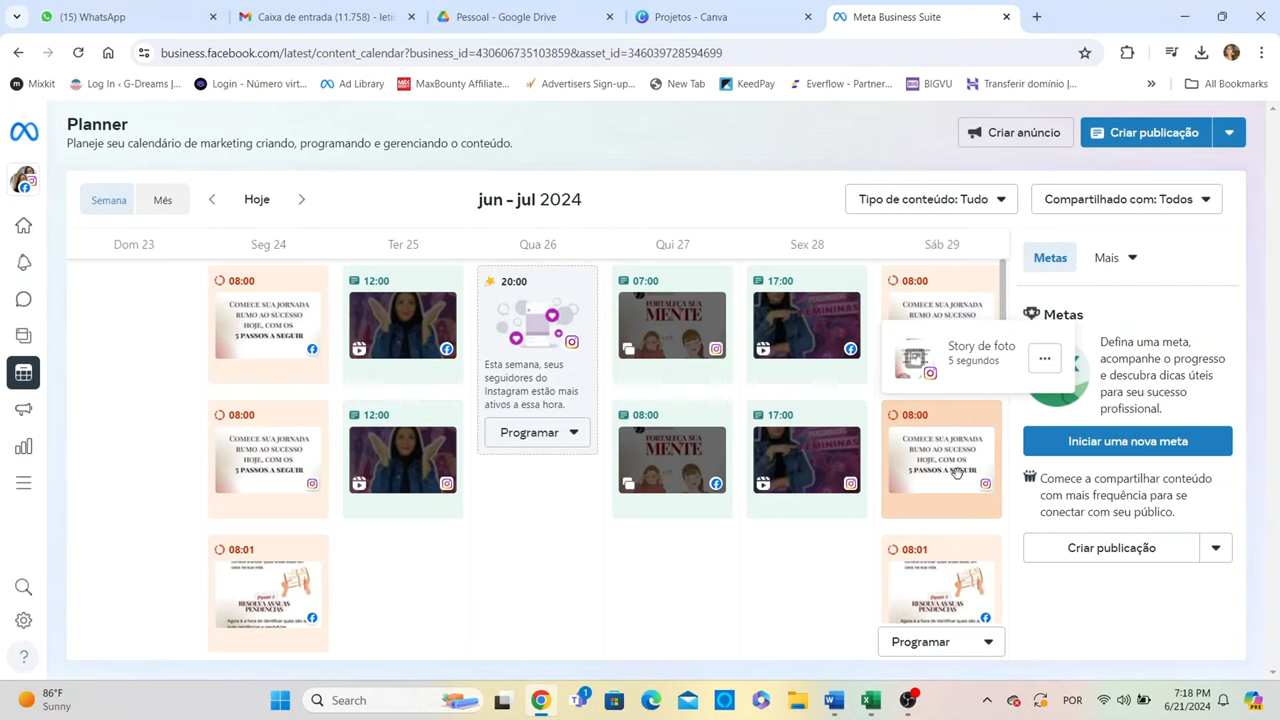 (15) WhatsApp
Caixa de entrada (11.758) - letic
Pessoal - Google Drive
Projetos - Canva
Meta Business Suite
business.facebook.com/latest/content_calendar?business_id=430600735103859&asset_id=346039728594699
Mixkit
Log In ‹ G-Dreams |...
Login - Número virt...
Ad Library
MaxBounty Affiliate...
Advertisers Sign-up...
New Tab
KeedPay
Everflow - Partner...
BIGVU
Transferir domínio |...
All Bookmarks
Planner
Planeje seu calendário de marketing criando, programando e gerenciando o conteúdo.
Criar anúncio
Criar publicação
Semana
Mês
Hoje
jun - jul 2024
Tipo de conteúdo: Tudo
Compartilhado com: Todos
Dom 23
Seg 24
Ter 25
Qua 26
Qui 27
Sex 28
Sáb 29
Metas
Mais
08:00
COMECE SUA JORNADA
RUMO AO SUCESSO
HOJE, COM OS
5 PASSOS A SEGUIR
12:00
20:00
Esta semana, seus
seguidores do
Instagram estão mais
ativos a essa hora.
Programar
07:00
FORTALEÇA SUA
MENTE
17:00
FEMININAS
08:00
COMECE SUA JORNADA
RUMO AO SUCESSO
Story de foto
5 segundos
Metas
Defina uma meta,
acompanhe o progresso
e descubra dicas úteis
para seu sucesso
profissional.
Iniciar uma nova meta
Comece a compartilhar conteúdo
com mais frequência para se
conectar com seu público.
Criar publicação
08:00
COMECE SUA JORNADA
RUMO AO SUCESSO
HOJE, COM OS
5 PASSOS A SEGUIR
12:00
08:00
FORTALEÇA SUA
MENTE
17:00
FEMININAS
08:00
COMECE SUA JORNADA
RUMO AO SUCESSO
HOJE, COM OS
5 PASSOS A SEGUIR
08:01
RESOLVA AS SUAS
PENDENCIAS
08:01
RESOLVA AS SUAS
PENDENCIAS
Programar
86°F
Sunny
Search
POR
7:18 PM
6/21/2024